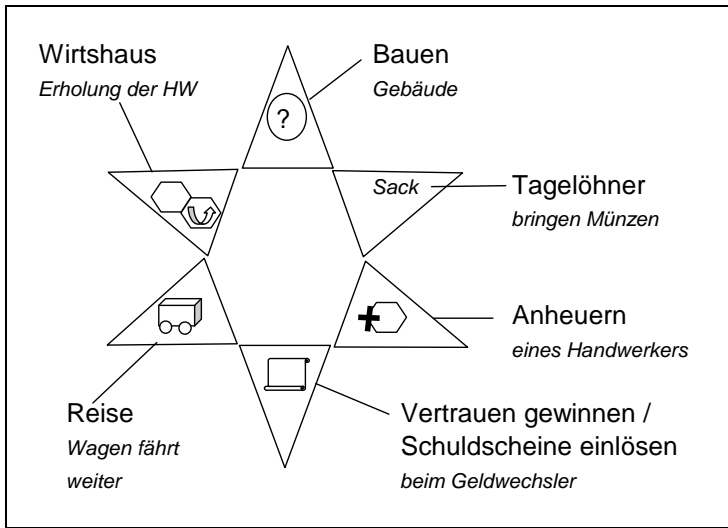 Wirtshaus
Erholung der HW
Bauen
Gebäude
?
Sack
Tagelöhner
bringen Münzen
Anheuern
eines Handwerkers
Reise
Wagen fährt
weiter
Vertrauen gewinnen /
Schuldscheine einlösen
beim Geldwechsler